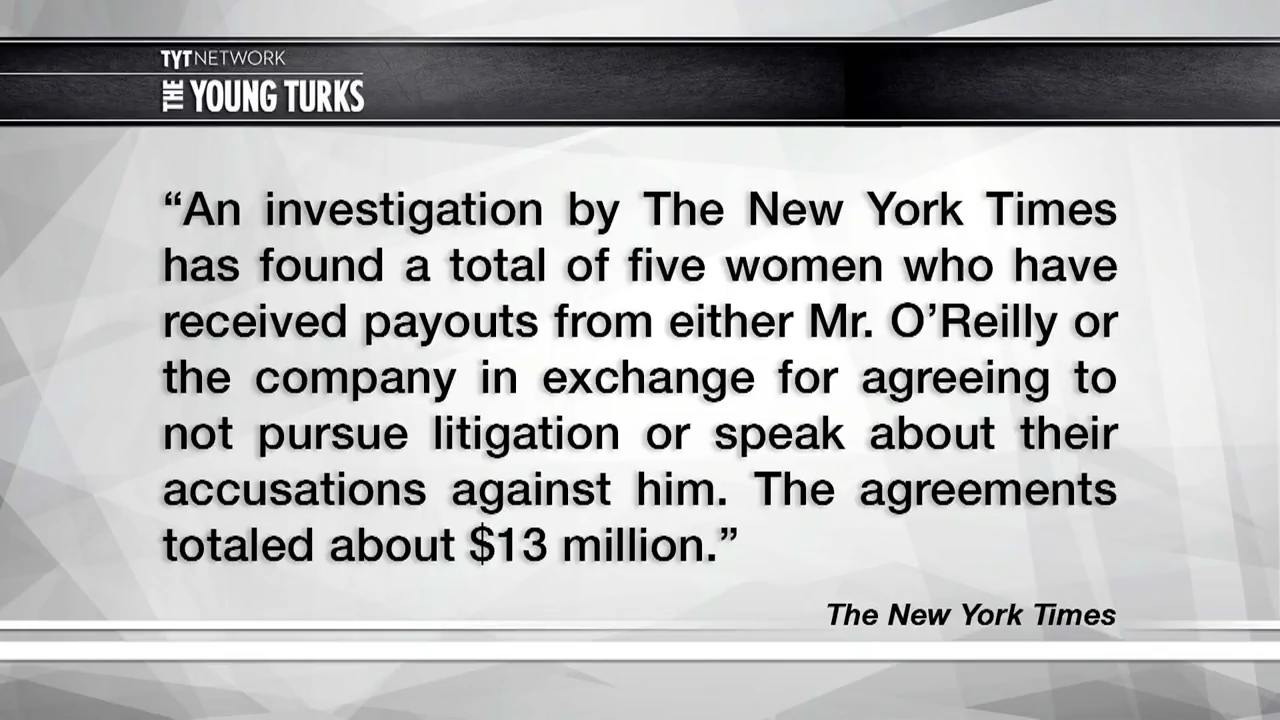 TYT NETWORK
THE YOUNG TURKS
“An investigation by The New York Times
has found a total of five women who have
received payouts from either Mr. O’Reilly or
the company in exchange for agreeing to
not pursue litigation or speak about their
accusations against him. The agreements
totaled about $13 million.”
The New York Times